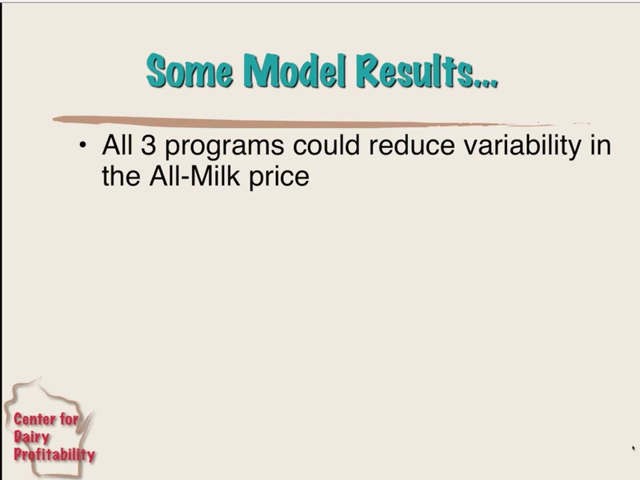 Some Model Results...
• All 3 programs could reduce variability in
the All-Milk price
Center for
Dairy
Profitability